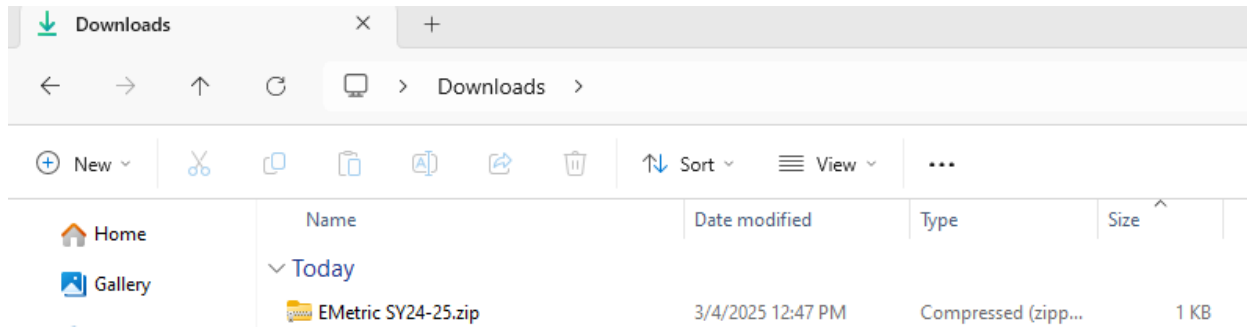 Downloads
Downloads
New Sort View
Name Date modified Type Size
Home
Today
Gallery
EMetric SY24-25.zip 3/4/2025 12:47 PM Compressed (zipp... 1 KB